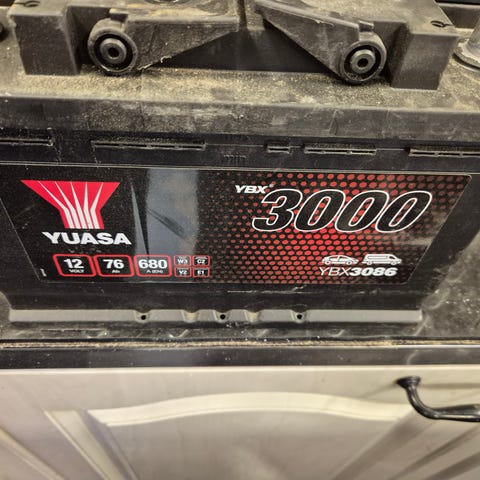 YBX 3000
YUASA
12 VOLT
76 Ah
680 A (EN)
W3 C2
V2 E1
YBX3086